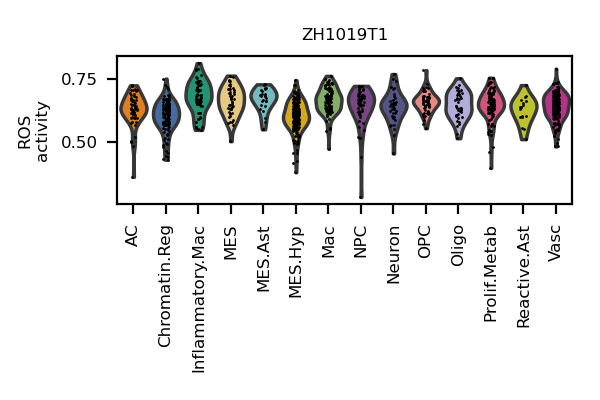 ZH1019T1
ROS
activity
0.75
0.50
AC
Chromatin.Reg
Inflammatory.Mac
MES
MES.Ast
MES.Hyp
Mac
NPC
Neuron
OPC
Oligo
Prolif.Metab
Reactive.Ast
Vasc